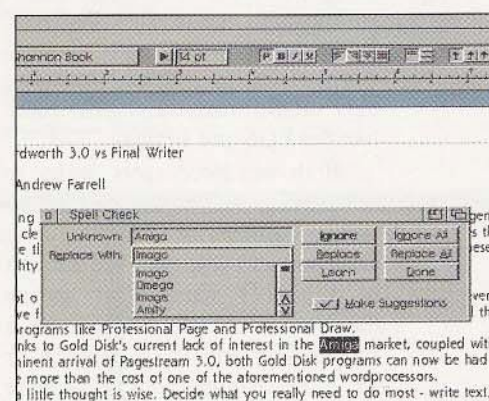 Shannon Book 14 pt P B I U
rdworth 3.0 vs Final Writer
Andrew Farrell
Spell Check
Unknown: Amiga Ignore Ignore All
Replace With: Imago Replace Replace All
Learn Done
Imago
Omega
Image
Amity
Make Suggestions
programs like Professional Page and Professional Draw.
nks to Gold Disk's current lack of interest in the Amiga market, coupled wit
ninent arrival of Pagestream 3.0, both Gold Disk programs can now be had
e more than the cost of one of the aforementioned wordprocessors.
a little thought is wise. Decide what you really need to do most - write text,